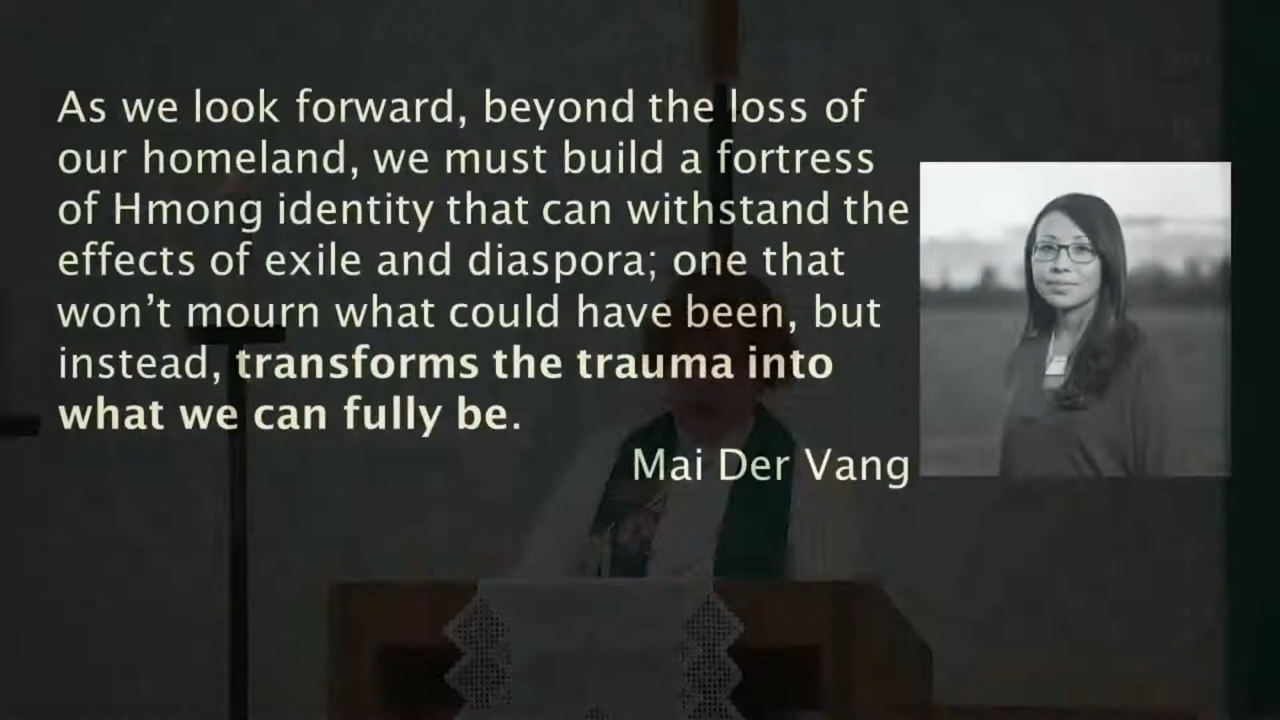 As we look forward, beyond the loss of
our homeland, we must build a fortress
of Hmong identity that can withstand the
effects of exile and diaspora; one that
won’t mourn what could have been, but
instead, transforms the trauma into
what we can fully be.
Mai Der Vang